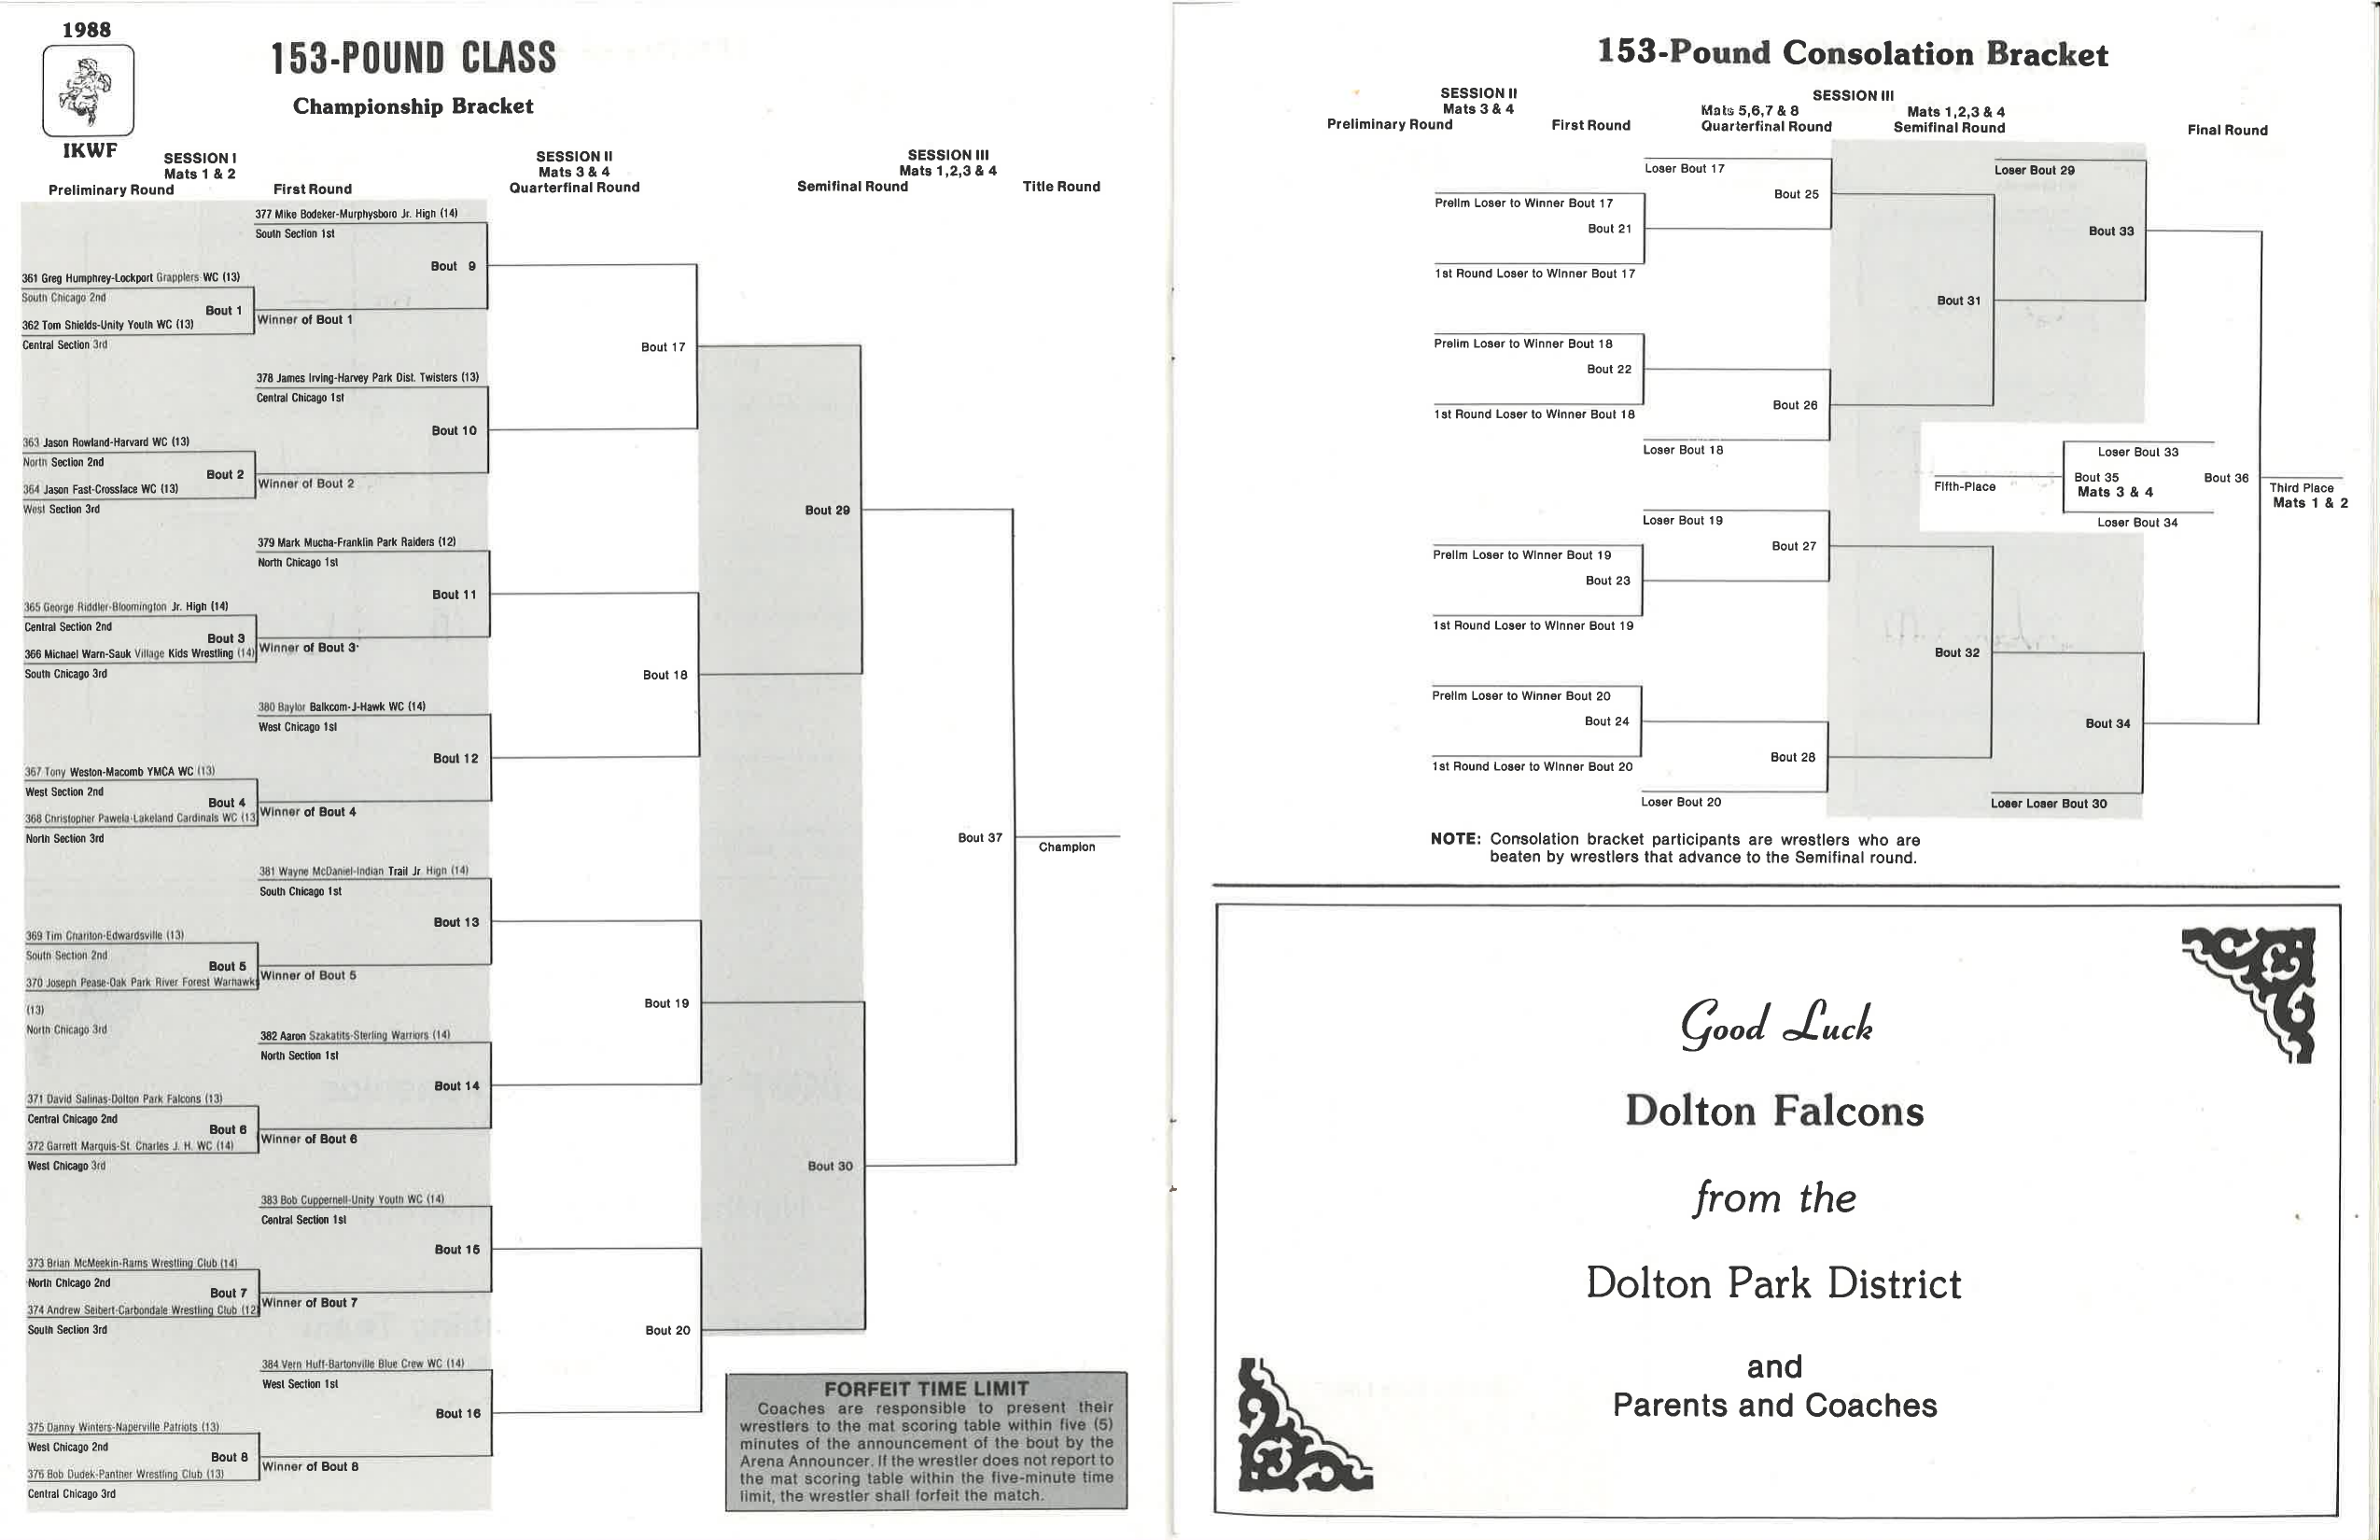 1988
IKWF
153-POUND CLASS
Championship Bracket
SESSION I
Mats 1 & 2
Preliminary Round
First Round
SESSION II
Mats 3 & 4
Quarterfinal Round
SESSION III
Mats 1,2,3 & 4
Semifinal Round
Title Round
377 Mike Bodeker-Murphysboro Jr. High (14)
South Section 1st
Bout 9
361 Greg Humphrey-Lockport Grapplers WC (13)
South Chicago 2nd
Bout 1
362 Tom Shields-Unity Youth WC (13)
Central Section 3rd
Winner of Bout 1
Bout 17
378 James Irving-Harvey Park Dist. Twisters (13)
Central Chicago 1st
Bout 10
363 Jason Rowland-Harvard WC (13)
North Section 2nd
Bout 2
364 Jason Fast-Crossface WC (13)
West Section 3rd
Winner of Bout 2
Bout 29
379 Mark Mucha-Franklin Park Raiders (12)
North Chicago 1st
Bout 11
365 George Riddler-Bloomington Jr. High (14)
Central Section 2nd
Bout 3
366 Michael Warn-Sauk Village Kids Wrestling (14)
South Chicago 3rd
Winner of Bout 3
Bout 18
380 Baylor Balkcom-J-Hawk WC (14)
West Chicago 1st
Bout 12
367 Tony Weston-Macomb YMCA WC (13)
West Section 2nd
Bout 4
368 Christopher Pawela-Lakeland Cardinals WC (13
North Section 3rd
Winner of Bout 4
Bout 37
Champion
381 Wayne McDaniel-Indian Trail Jr. High (14)
South Chicago 1st
Bout 13
369 Tim Chariton-Edwardsville (13)
South Section 2nd
Bout 5
370 Joseph Pease-Oak Park River Forest Warhawks
(13)
North Chicago 3rd
Winner of Bout 5
Bout 19
382 Aaron Szakatits-Sterling Warriors (14)
North Section 1st
Bout 14
371 David Salinas-Dolton Park Falcons (13)
Central Chicago 2nd
Bout 6
372 Garrett Marquis-St. Charles J. H. WC (14)
West Chicago 3rd
Winner of Bout 6
Bout 30
383 Bob Cuppernell-Unity Youth WC (14)
Central Section 1st
Bout 15
373 Brian McMeekin-Rams Wrestling Club (14)
North Chicago 2nd
Bout 7
374 Andrew Seibert-Carbondale Wrestling Club (12
South Section 3rd
Winner of Bout 7
Bout 20
384 Vern Huff-Bartonville Blue Crew WC (14)
West Section 1st
Bout 16
375 Danny Winters-Naperville Patriots (13)
West Chicago 2nd
Bout 8
376 Bob Dudek-Panther Wrestling Club (13)
Central Chicago 3rd
Winner of Bout 8
FORFEIT TIME LIMIT
Coaches are responsible to present their
wrestlers to the mat scoring table within five (5)
minutes of the announcement of the bout by the
Arena Announcer. If the wrestler does not report to
the mat scoring table within the five-minute time
limit, the wrestler shall forfeit the match.
153-Pound Consolation Bracket
SESSION II
Mats 3 & 4
Preliminary Round
First Round
SESSION III
Mats 5,6,7 & 8
Quarterfinal Round
Mats 1,2,3 & 4
Semifinal Round
Final Round
Loser Bout 17
Bout 25
Prelim Loser to Winner Bout 17
Bout 21
1st Round Loser to Winner Bout 17
Loser Bout 29
Bout 33
Bout 31
Prelim Loser to Winner Bout 18
Bout 22
1st Round Loser to Winner Bout 18
Bout 26
Loser Bout 18
Loser Bout 33
Fifth-Place
Bout 35
Mats 3 & 4
Loser Bout 34
Bout 36
Third Place
Mats 1 & 2
Loser Bout 19
Bout 27
Prelim Loser to Winner Bout 19
Bout 23
1st Round Loser to Winner Bout 19
Bout 32
Prelim Loser to Winner Bout 20
Bout 24
1st Round Loser to Winner Bout 20
Bout 28
Loser Bout 20
Bout 34
Loser Loser Bout 30
NOTE: Consolation bracket participants are wrestlers who are
beaten by wrestlers that advance to the Semifinal round.
Good Luck
Dolton Falcons
from the
Dolton Park District
and
Parents and Coaches